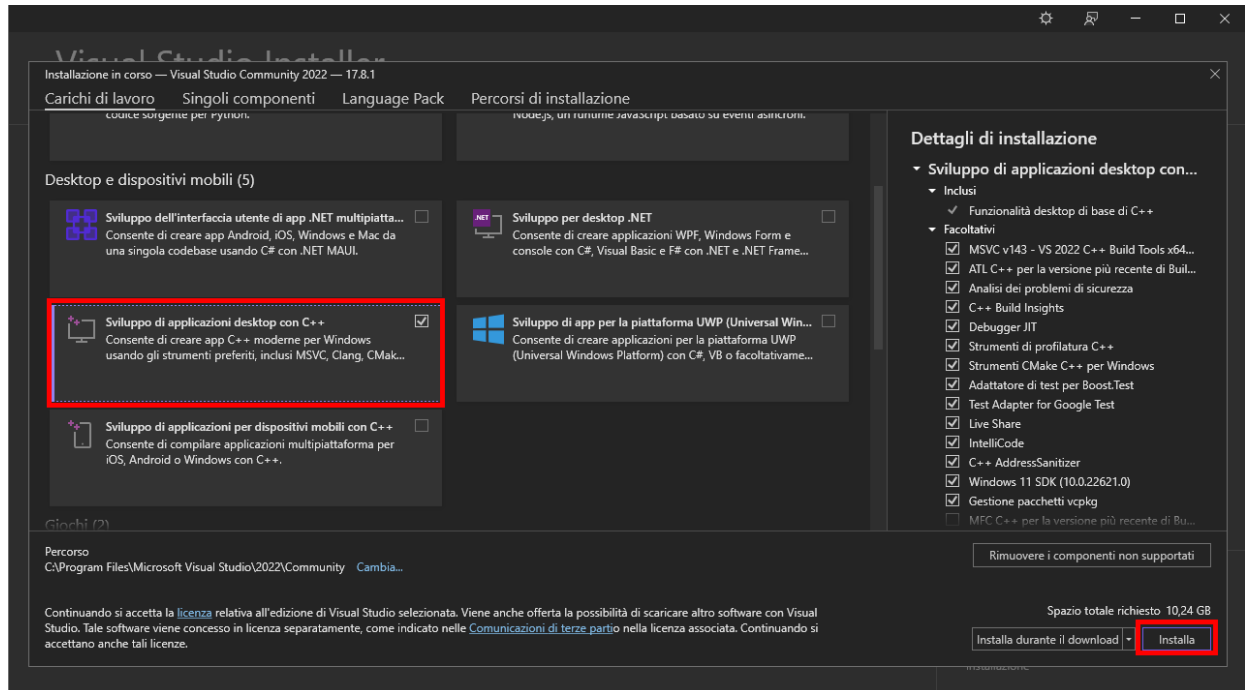 Visual Studio Installer
Installazione in corso — Visual Studio Community 2022 — 17.8.1
Carichi di lavoro Singoli componenti Language Pack Percorsi di installazione
codice sorgente per Python.
Node.js, un runtime JavaScript basato su eventi asincroni.
Desktop e dispositivi mobili (5)
Sviluppo dell'interfaccia utente di app .NET multipiatta...
Consente di creare app Android, iOS, Windows e Mac da
una singola codebase usando C# con .NET MAUI.
.NET
Sviluppo per desktop .NET
Consente di creare applicazioni WPF, Windows Form e
console con C#, Visual Basic e F# con .NET e .NET Frame...
Sviluppo di applicazioni desktop con C++
Consente di creare app C++ moderne per Windows
usando gli strumenti preferiti, inclusi MSVC, Clang, CMak...
Sviluppo di app per la piattaforma UWP (Universal Win...
Consente di creare applicazioni per la piattaforma UWP
(Universal Windows Platform) con C#, VB o facoltativame...
Sviluppo di applicazioni per dispositivi mobili con C++
Consente di compilare applicazioni multipiattaforma per
iOS, Android o Windows con C++.
Giochi (2)
Dettagli di installazione
Sviluppo di applicazioni desktop con...
Inclusi
Funzionalità desktop di base di C++
Facoltativi
MSVC v143 - VS 2022 C++ Build Tools x64...
ATL C++ per la versione più recente di Buil...
Analisi dei problemi di sicurezza
C++ Build Insights
Debugger JIT
Strumenti di profilatura C++
Strumenti CMake C++ per Windows
Adattatore di test per Boost.Test
Test Adapter for Google Test
Live Share
IntelliCode
C++ AddressSanitizer
Windows 11 SDK (10.0.22621.0)
Gestione pacchetti vcpkg
MFC C++ per la versione più recente di Bu...
Percorso
C:\Program Files\Microsoft Visual Studio\2022\Community Cambia...
Rimuovere i componenti non supportati
Continuando si accetta la licenza relativa all'edizione di Visual Studio selezionata. Viene anche offerta la possibilità di scaricare altro software con Visual
Studio. Tale software viene concesso in licenza separatamente, come indicato nelle Comunicazioni di terze partio nella licenza associata. Continuando si
accettano anche tali licenze.
Spazio totale richiesto 10,24 GB
Installa durante il download Installa
installazione